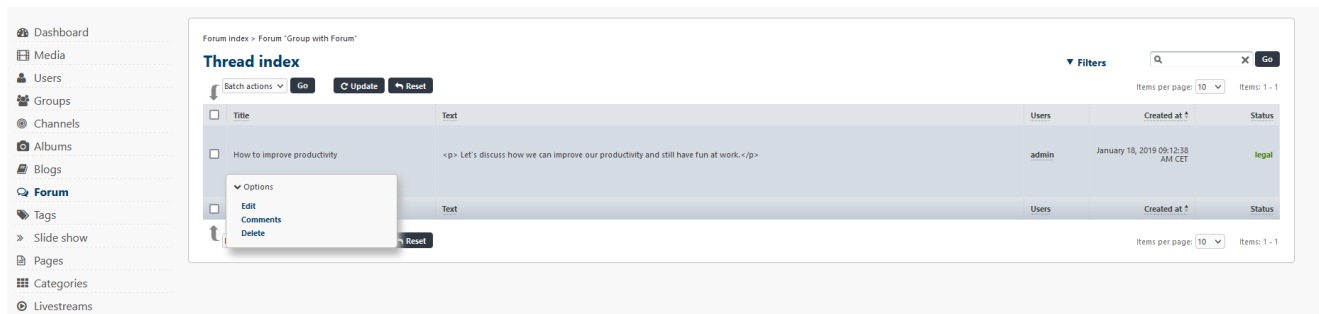 Dashboard
Media
Users
Groups
Channels
Albums
Blogs
Forum
Tags
Slide show
Pages
Categories
Livestreams
Forum index > Forum "Group with Forum"
Thread index
Filters
Go
Batch actions Go Update Reset
Items per page: 10 Items: 1 - 1
Title Text Users Created at Status
How to improve productivity <p> Let's discuss how we can improve our productivity and still have fun at work.</p> admin January 18, 2019 09:12:38 AM CET legal
Options
Edit
Comments
Delete
Text Users Created at Status
Reset
Items per page: 10 Items: 1 - 1